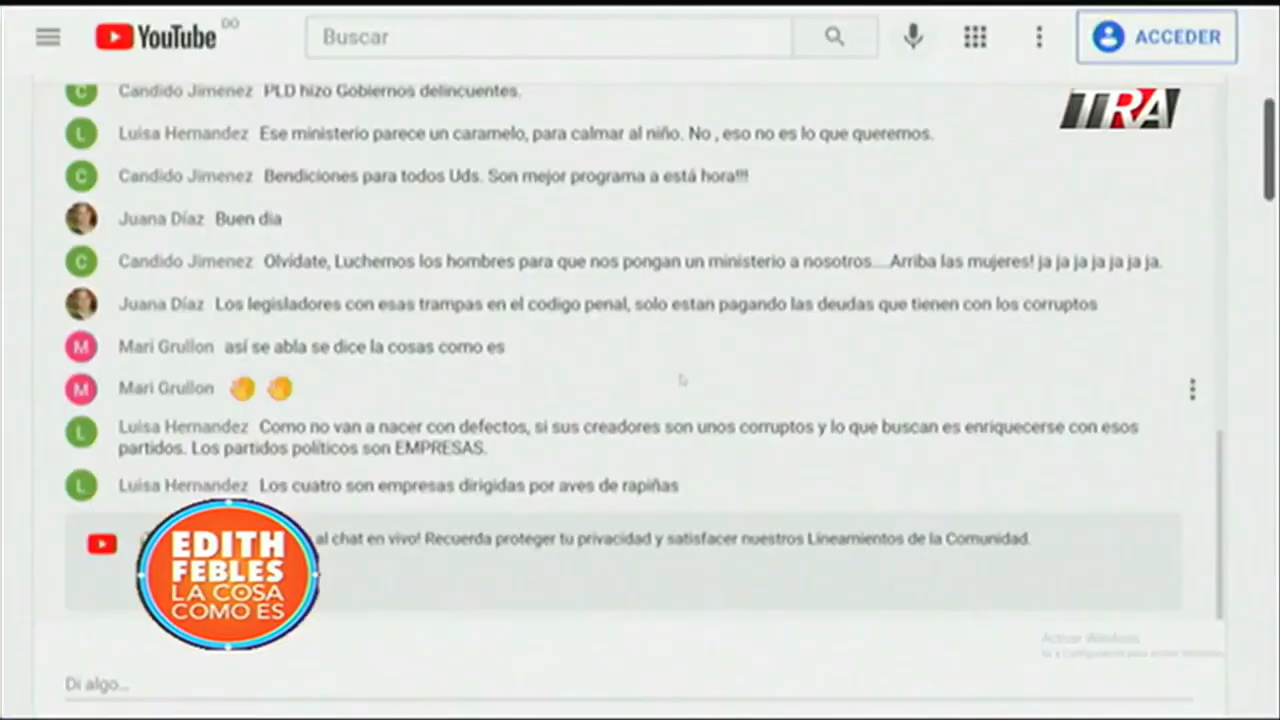 YouTube DO
Buscar
ACCEDER
TRA
C Candido Jimenez PLD hizo Gobiernos delincuentes.
L Luisa Hernandez Ese ministerio parece un caramelo, para calmar al niño. No , eso no es lo que queremos.
C Candido Jimenez Bendiciones para todos Uds. Son mejor programa a está hora!!!
Juana Díaz Buen dia
C Candido Jimenez Olvídate, Luchemos los hombres para que nos pongan un ministerio a nosotros....Arriba las mujeres! ja ja ja ja ja ja ja.
Juana Díaz Los legisladores con esas trampas en el codigo penal, solo estan pagando las deudas que tienen con los corruptos
M Mari Grullon así se abla se dice la cosas como es
M Mari Grullon 👏 👏
L Luisa Hernandez Como no van a nacer con defectos, si sus creadores son unos corruptos y lo que buscan es enriquecerse con esos
partidos. Los partidos políticos son EMPRESAS.
L Luisa Hernandez Los cuatro son empresas dirigidas por aves de rapiñas
al chat en vivo! Recuerda proteger tu privacidad y satisfacer nuestros Lineamientos de la Comunidad.
EDITH
FEBLES
LA COSA
COMO ES
Activar Windows
Di algo...